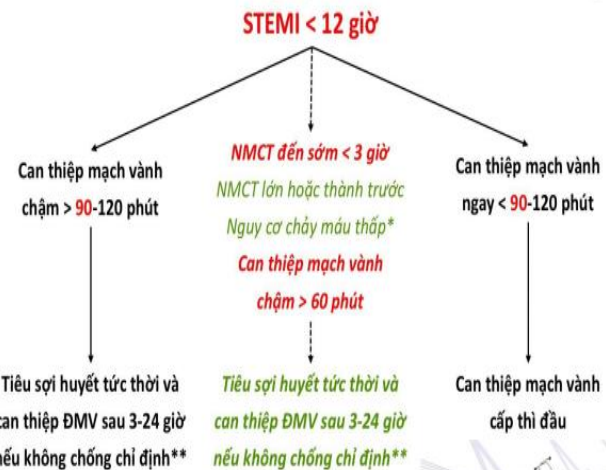 STEMI < 12 giờ
Can thiệp mạch vành
chậm > 90-120 phút
Tiêu sợi huyết tức thời và
can thiệp ĐMV sau 3-24 giờ
nếu không chống chỉ định**
NMCT đến sớm < 3 giờ
NMCT lớn hoặc thành trước
Nguy cơ chảy máu thấp*
Can thiệp mạch vành
chậm > 60 phút
Tiêu sợi huyết tức thời và
can thiệp ĐMV sau 3-24 giờ
nếu không chống chỉ định**
Can thiệp mạch vành
ngay < 90-120 phút
Can thiệp mạch vành
cấp thì đầu